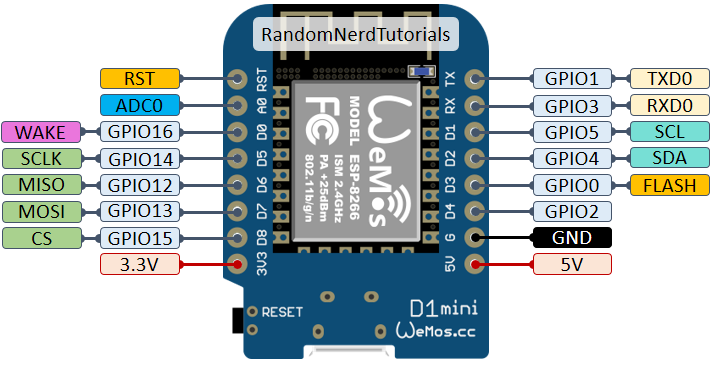 RandomNerdTutorials
RST RST TX GPIO1 TXD0
ADC0 A0 RX GPIO3 RXD0
WAKE GPIO16 D0 D1 GPIO5 SCL
SCLK GPIO14 D5 D2 GPIO4 SDA
MISO GPIO12 D6 D3 GPIO0 FLASH
MOSI GPIO13 D7 D4 GPIO2
CS GPIO15 D8 G GND
3.3V 3V3 5V 5V
WeMos
FC
MODEL ESP-8266
ISM 2.4GHz
PA +25dBm
802.11b/g/n
RESET
D1mini
WeMos.cc